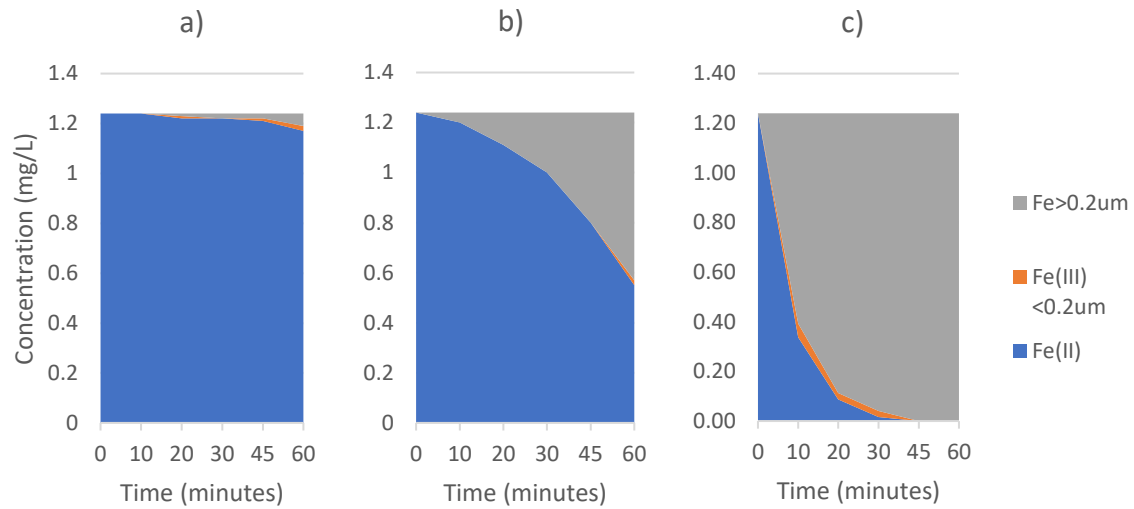 a)
b)
c)
Concentration (mg/L)
1.4
1.2
1
0.8
0.6
0.4
0.2
0
0 10 20 30 45 60
Time (minutes)
1.4
1.2
1
0.8
0.6
0.4
0.2
0
0 10 20 30 45 60
Time (minutes)
1.40
1.20
1.00
0.80
0.60
0.40
0.20
0.00
0 10 20 30 45 60
Time (minutes)
Fe>0.2um
Fe(III)
<0.2um
Fe(II)